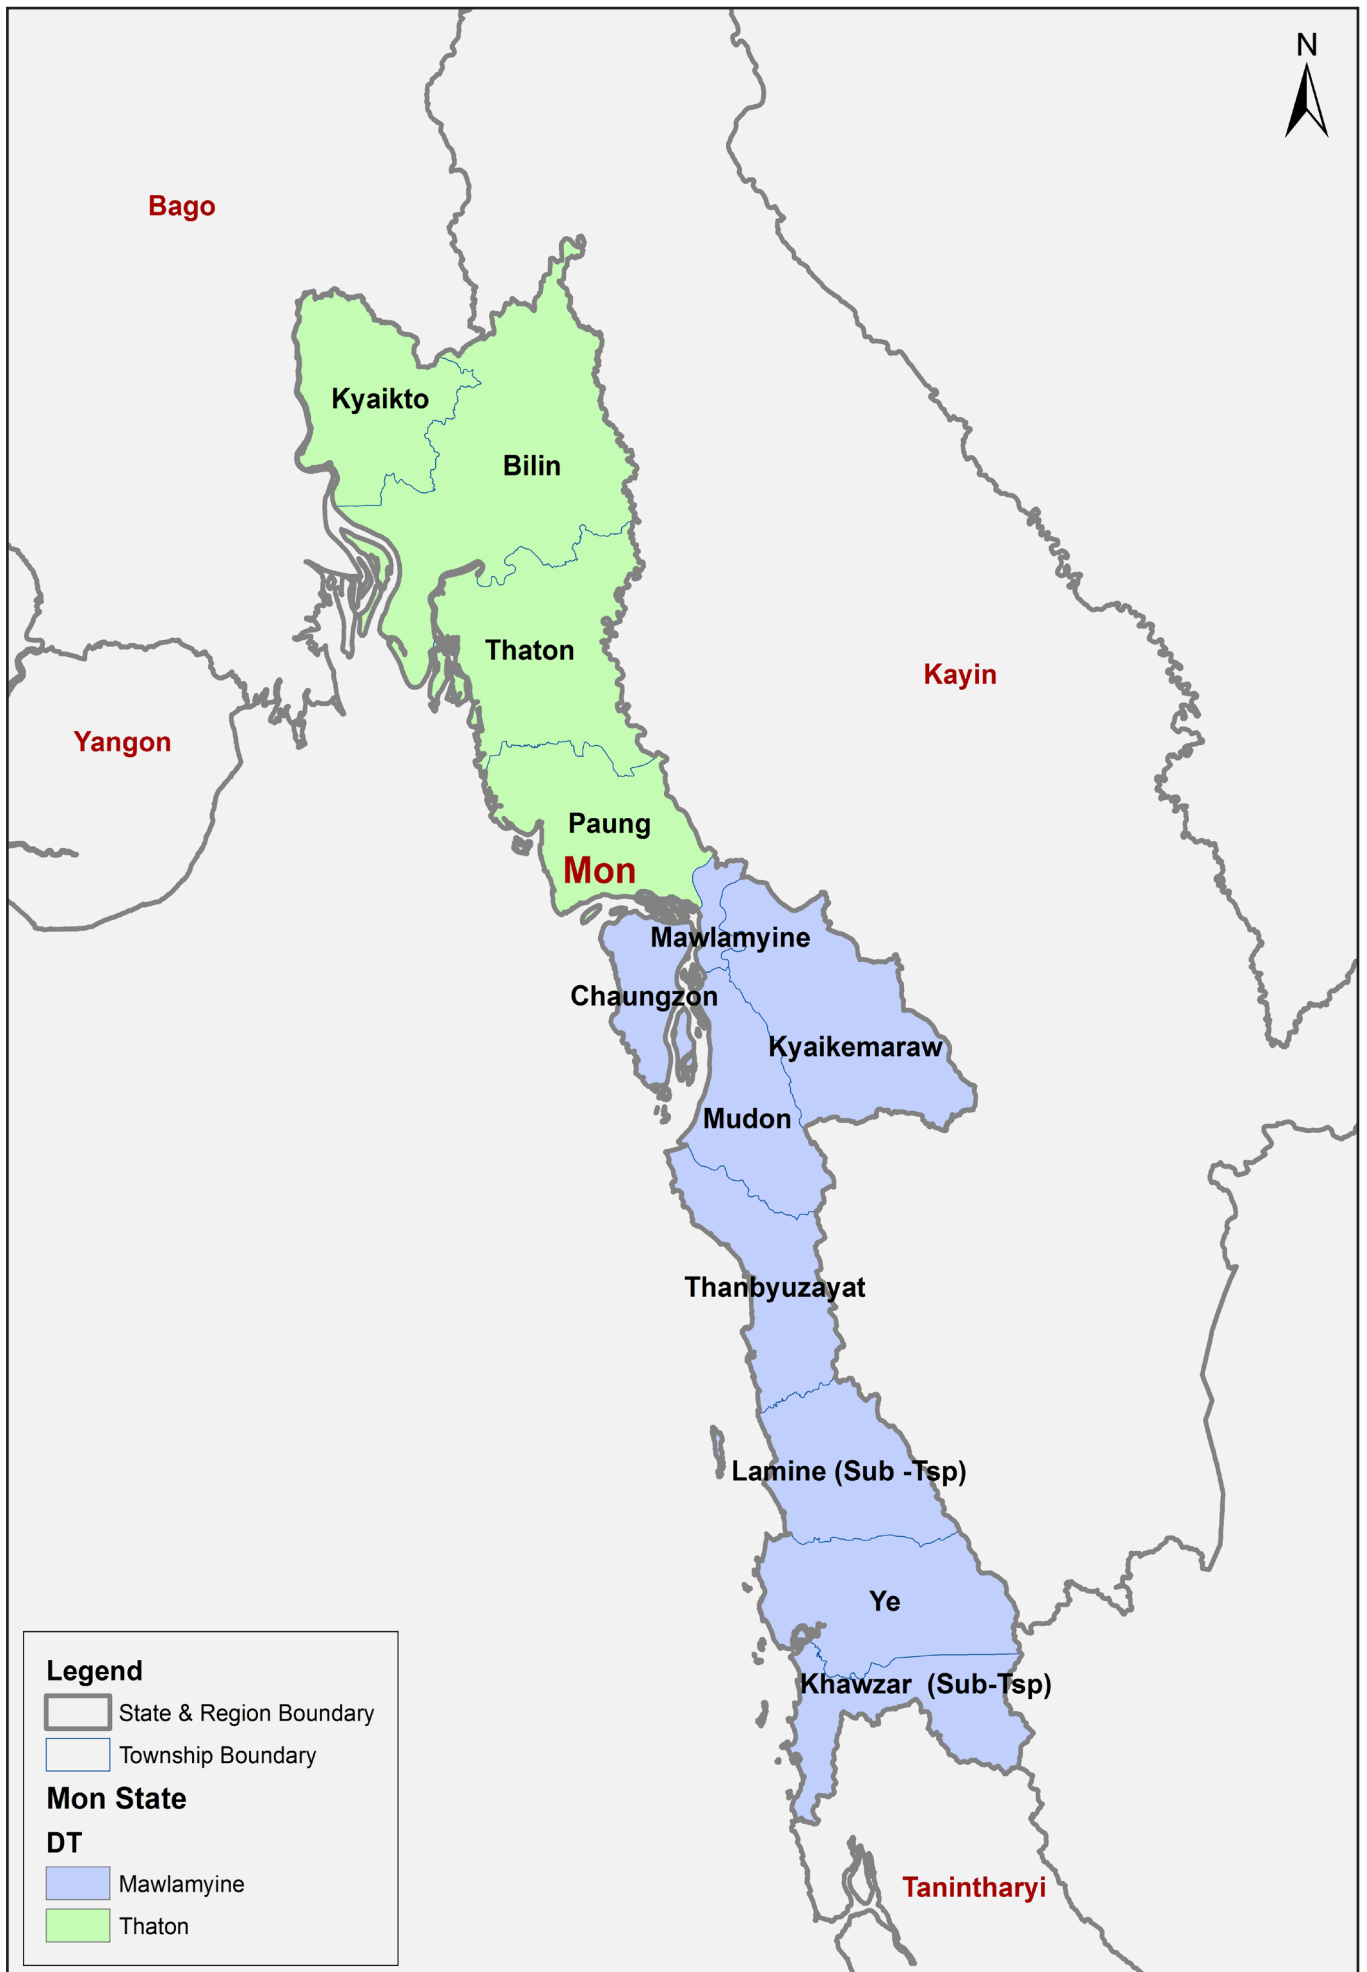 N
Bago
Kyaikto
Bilin
Thaton
Kayin
Yangon
Paung
Mon
Mawlamyine
Chaungzon
Kyaikemaraw
Mudon
Thanbyuzayat
Lamine (Sub -Tsp)
Ye
Khawzar (Sub-Tsp)
Legend
State & Region Boundary
Township Boundary
Mon State
DT
Mawlamyine
Thaton
Tanintharyi